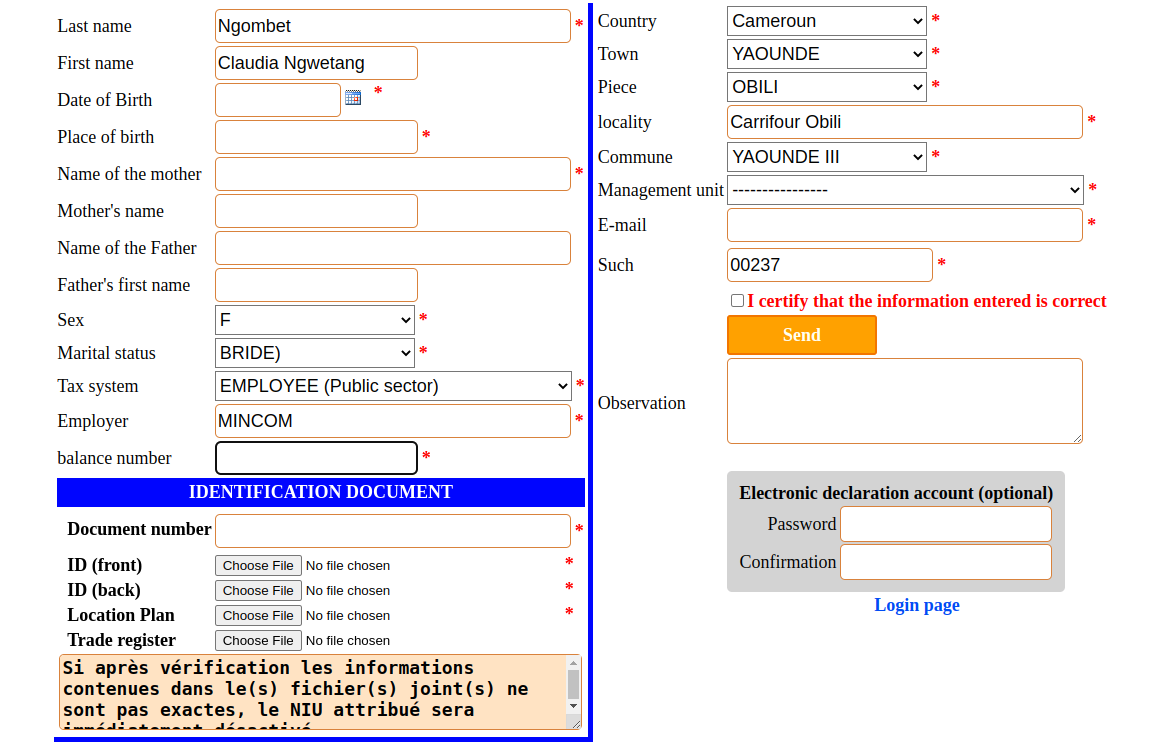 Last name Ngombet *
First name Claudia Ngwetang
Date of Birth *
Place of birth *
Name of the mother *
Mother's name
Name of the Father
Father's first name
Sex F *
Marital status BRIDE) *
Tax system EMPLOYEE (Public sector) *
Employer MINCOM *
balance number *
IDENTIFICATION DOCUMENT
Document number *
ID (front) Choose File No file chosen *
ID (back) Choose File No file chosen *
Location Plan Choose File No file chosen *
Trade register Choose File No file chosen
Si après vérification les informations
contenues dans le(s) fichier(s) joint(s) ne
sont pas exactes, le NIU attribué sera
immédiatement désactivé
Country Cameroun *
Town YAOUNDE *
Piece OBILI *
locality Carrifour Obili *
Commune YAOUNDE III *
Management unit ---------------- *
E-mail *
Such 00237 *
I certify that the information entered is correct
Send
Observation
Electronic declaration account (optional)
Password
Confirmation
Login page